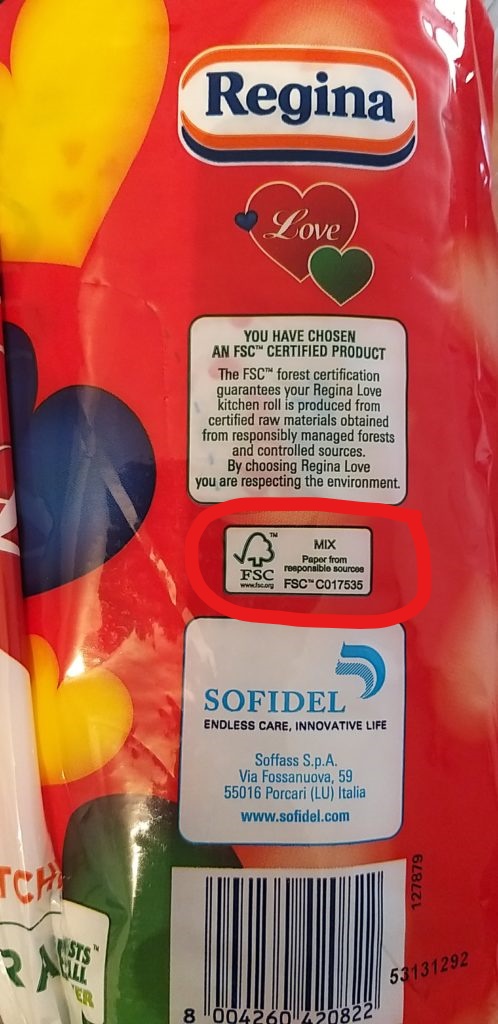 Regina
Love
YOU HAVE CHOSEN
AN FSC™ CERTIFIED PRODUCT
The FSC™ forest certification
guarantees your Regina Love
kitchen roll is produced from
certified raw materials obtained
from responsibly managed forests
and controlled sources.
By choosing Regina Love
you are respecting the environment.
™
FSC
www.fsc.org
MIX
Paper from
responsible sources
FSC™ C017535
SOFIDEL
ENDLESS CARE, INNOVATIVE LIFE
Soffass S.p.A.
Via Fossanuova, 59
55016 Porcari (LU) Italia
www.sofidel.com
127879
53131292
8 004260 420822